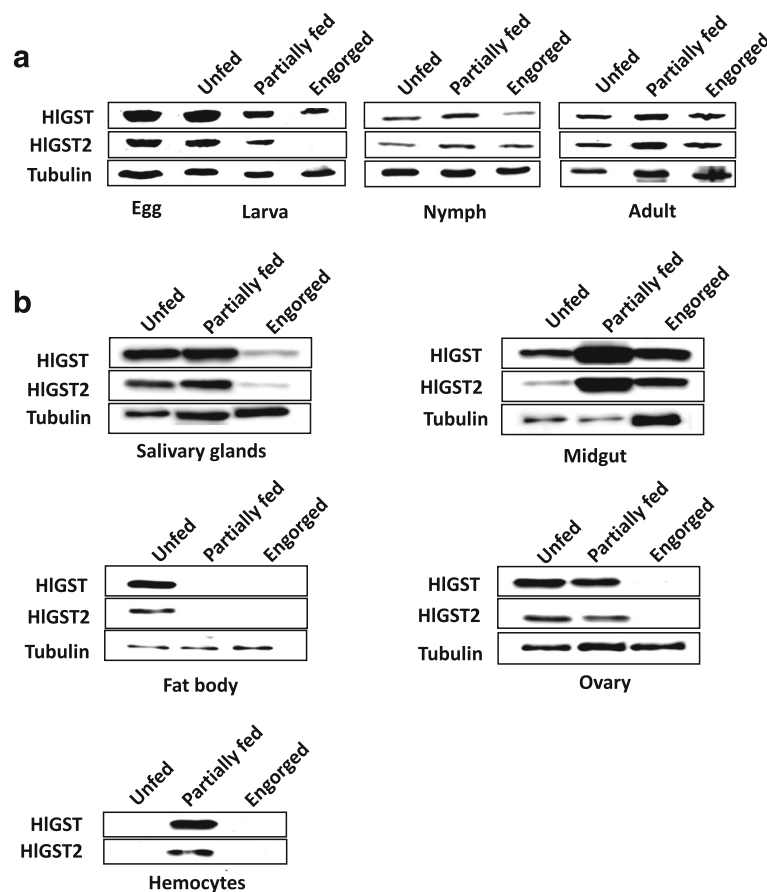 a
Unfed Partially fed Engorged Unfed Partially fed Engorged Unfed Partially fed Engorged
HlGST
HlGST2
Tubulin
Egg Larva Nymph Adult
b
Unfed Partially fed Engorged Unfed Partially fed Engorged
HlGST HlGST
HlGST2 HlGST2
Tubulin Tubulin
Salivary glands Midgut
Unfed Partially fed Engorged Unfed Partially fed Engorged
HlGST HlGST
HlGST2 HlGST2
Tubulin Tubulin
Fat body Ovary
Unfed Partially fed Engorged
HlGST
HlGST2
Hemocytes